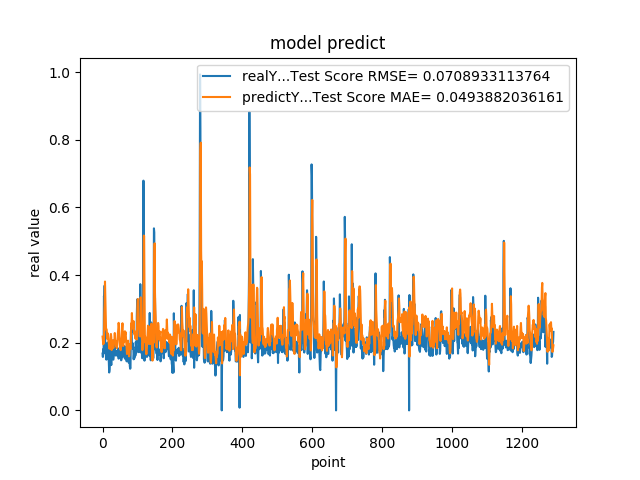 model predict
realY...Test Score RMSE= 0.0708933113764
predictY...Test Score MAE= 0.0493882036161
1.0
0.8
0.6
0.4
0.2
0.0
real value
0 200 400 600 800 1000 1200
point